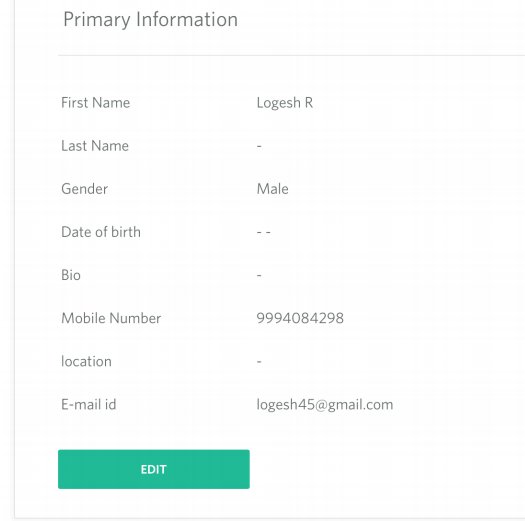 Primary Information
First Name Logesh R
Last Name -
Gender Male
Date of birth - -
Bio -
Mobile Number 9994084298
location -
E-mail id logesh45@gmail.com
EDIT